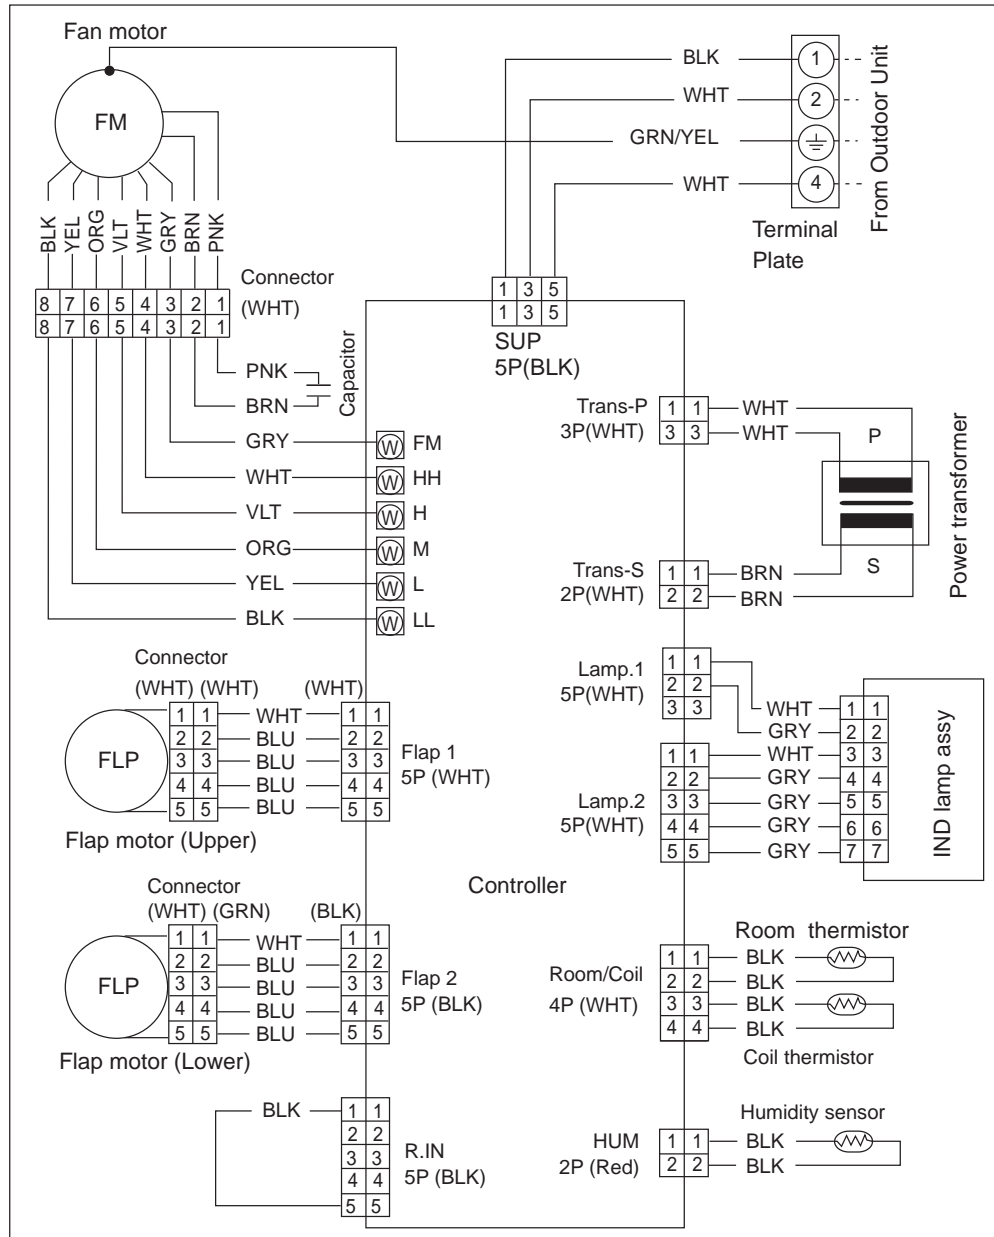 Fan motor
FM
BLK
WHT
GRN/YEL
WHT
1
2
4
From Outdoor Unit
Terminal
Plate
BLK
YEL
ORG
VLT
WHT
GRY
BRN
PNK
Connector
(WHT)
8 7 6 5 4 3 2 1
8 7 6 5 4 3 2 1
1 3 5
1 3 5
SUP
5P(BLK)
PNK
BRN
Capacitor
GRY W FM
WHT W HH
VLT W H
ORG W M
YEL W L
BLK W LL
Trans-P
3P(WHT)
1 1 WHT
3 3 WHT
P
S
Power transformer
Trans-S
2P(WHT)
1 1 BRN
2 2 BRN
Connector
(WHT) (WHT) (WHT)
FLP
1 1 WHT 1 1
2 2 BLU 2 2
3 3 BLU 3 3
4 4 BLU 4 4
5 5 BLU 5 5
Flap 1
5P (WHT)
Flap motor (Upper)
Lamp.1
5P(WHT)
1 1
2 2
3 3
Lamp.2
5P(WHT)
1 1
2 2
3 3
4 4
5 5
WHT 1 1
GRY 2 2
WHT 3 3
GRY 4 4
GRY 5 5
GRY 6 6
GRY 7 7
IND lamp assy
Controller
Connector
(WHT) (GRN) (BLK)
FLP
1 1 WHT 1 1
2 2 BLU 2 2
3 3 BLU 3 3
4 4 BLU 4 4
5 5 BLU 5 5
Flap 2
5P (BLK)
Flap motor (Lower)
Room thermistor
Room/Coil
4P (WHT)
1 1 BLK
2 2 BLK
3 3 BLK
4 4 BLK
Coil thermistor
BLK 1 1
2 2
3 3
4 4
5 5
R.IN
5P (BLK)
Humidity sensor
HUM
2P (Red)
1 1 BLK
2 2 BLK